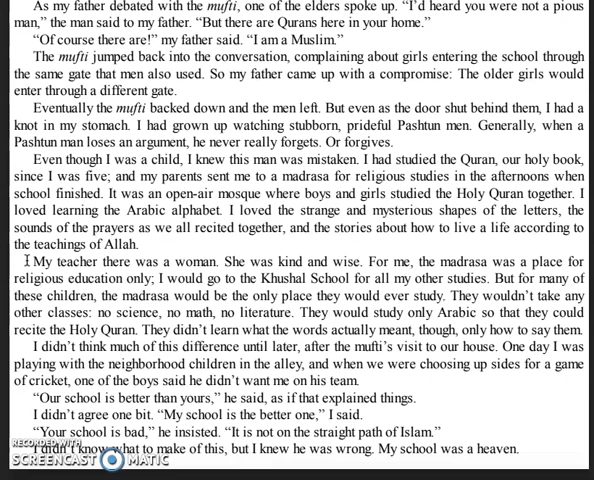 As my father debated with the mufti, one of the elders spoke up. “I’d heard you were not a pious
man,” the man said to my father. “But there are Qurans here in your home.”
“Of course there are!” my father said. “I am a Muslim.”
The mufti jumped back into the conversation, complaining about girls entering the school through
the same gate that men also used. So my father came up with a compromise: The older girls would
enter through a different gate.
Eventually the mufti backed down and the men left. But even as the door shut behind them, I had a
knot in my stomach. I had grown up watching stubborn, prideful Pashtun men. Generally, when a
Pashtun man loses an argument, he never really forgets. Or forgives.
Even though I was a child, I knew this man was mistaken. I had studied the Quran, our holy book,
since I was five; and my parents sent me to a madrasa for religious studies in the afternoons when
school finished. It was an open-air mosque where boys and girls studied the Holy Quran together. I
loved learning the Arabic alphabet. I loved the strange and mysterious shapes of the letters, the
sounds of the prayers as we all recited together, and the stories about how to live a life according to
the teachings of Allah.
My teacher there was a woman. She was kind and wise. For me, the madrasa was a place for
religious education only; I would go to the Khushal School for all my other studies. But for many of
these children, the madrasa would be the only place they would ever study. They wouldn’t take any
other classes: no science, no math, no literature. They would study only Arabic so that they could
recite the Holy Quran. They didn’t learn what the words actually meant, though, only how to say them.
I didn’t think much of this difference until later, after the mufti’s visit to our house. One day I was
playing with the neighborhood children in the alley, and when we were choosing up sides for a game
of cricket, one of the boys said he didn’t want me on his team.
“Our school is better than yours,” he said, as if that explained things.
I didn’t agree one bit. “My school is the better one,” I said.
“Your school is bad,” he insisted. “It is not on the straight path of Islam.”
I didn’t know what to make of this, but I knew he was wrong. My school was a heaven.
RECORDED WITH
SCREENCAST MATIC